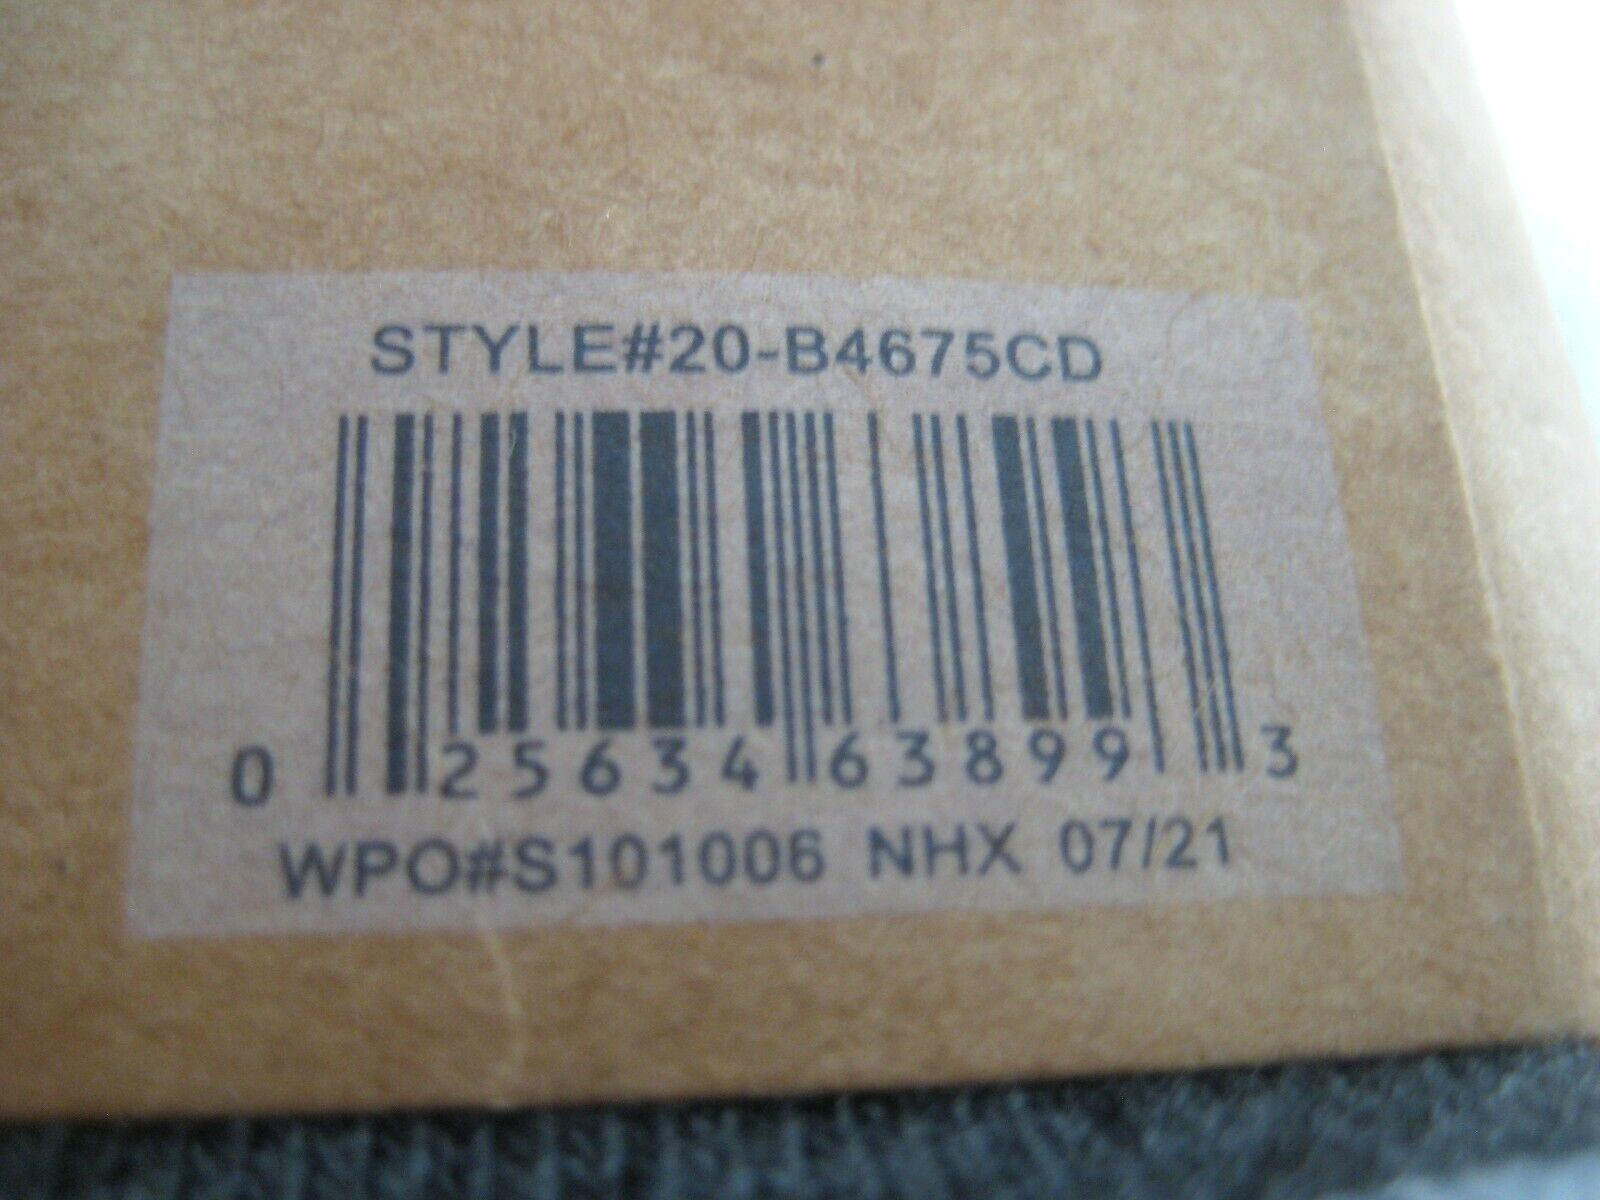 STYLE#20-B4675CD
0 25634 63899 3
WPO#S101006 NHX 07/21